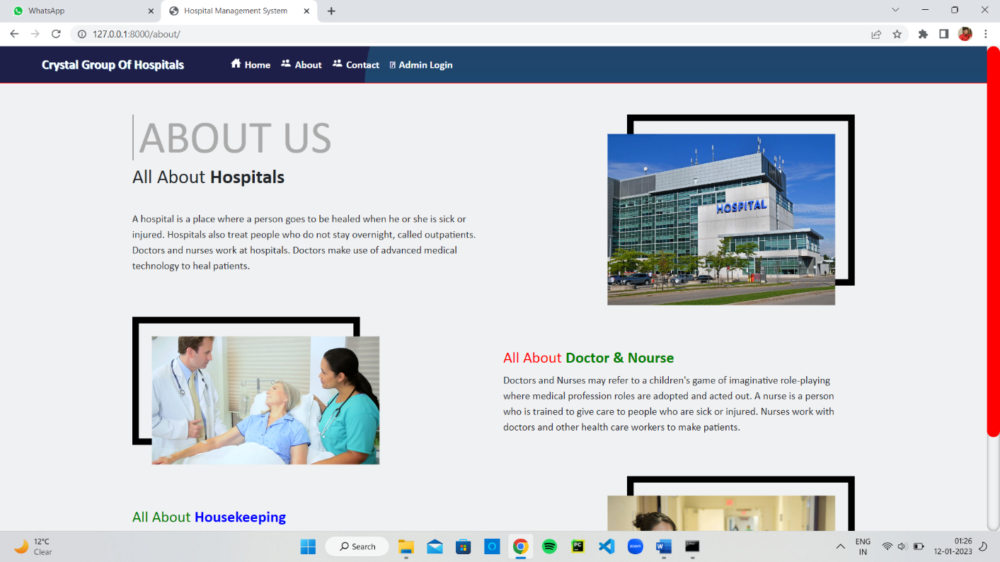 WhatsApp
Hospital Management System
127.0.0.1:8000/about/
Crystal Group Of Hospitals
Home
About
Contact
Admin Login
ABOUT US
All About Hospitals
A hospital is a place where a person goes to be healed when he or she is sick or
injured. Hospitals also treat people who do not stay overnight, called outpatients.
Doctors and nurses work at hospitals. Doctors make use of advanced medical
technology to heal patients.
HOSPITAL
All About Doctor & Nourse
Doctors and Nurses may refer to a children's game of imaginative role-playing
where medical profession roles are adopted and acted out. A nurse is a person
who is trained to give care to people who are sick or injured. Nurses work with
doctors and other health care workers to make patients.
All About Housekeeping
12°C
Clear
Search
PC
zoom
W
ENG
IN
01:26
12-01-2023